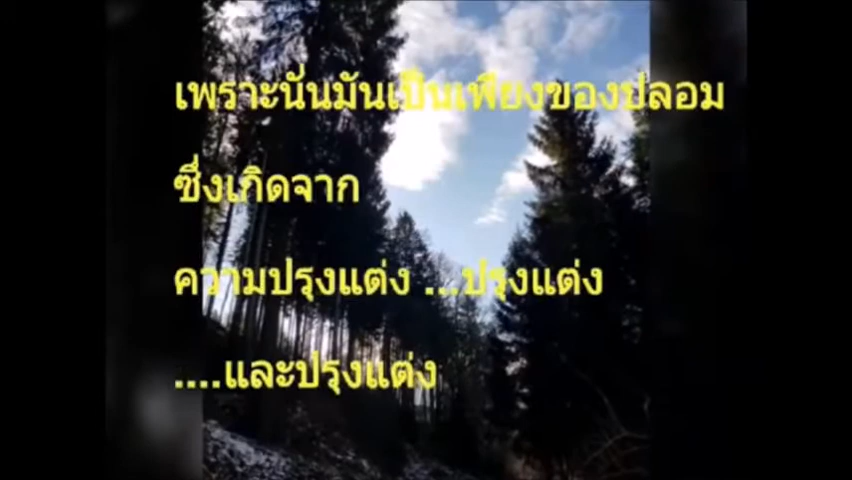 เพราะนั่นมันเป็นเพียงของปลอม
ซึ่งเกิดจาก
ความปรุงแต่ง ...ปรุงแต่ง
....และปรุงแต่ง